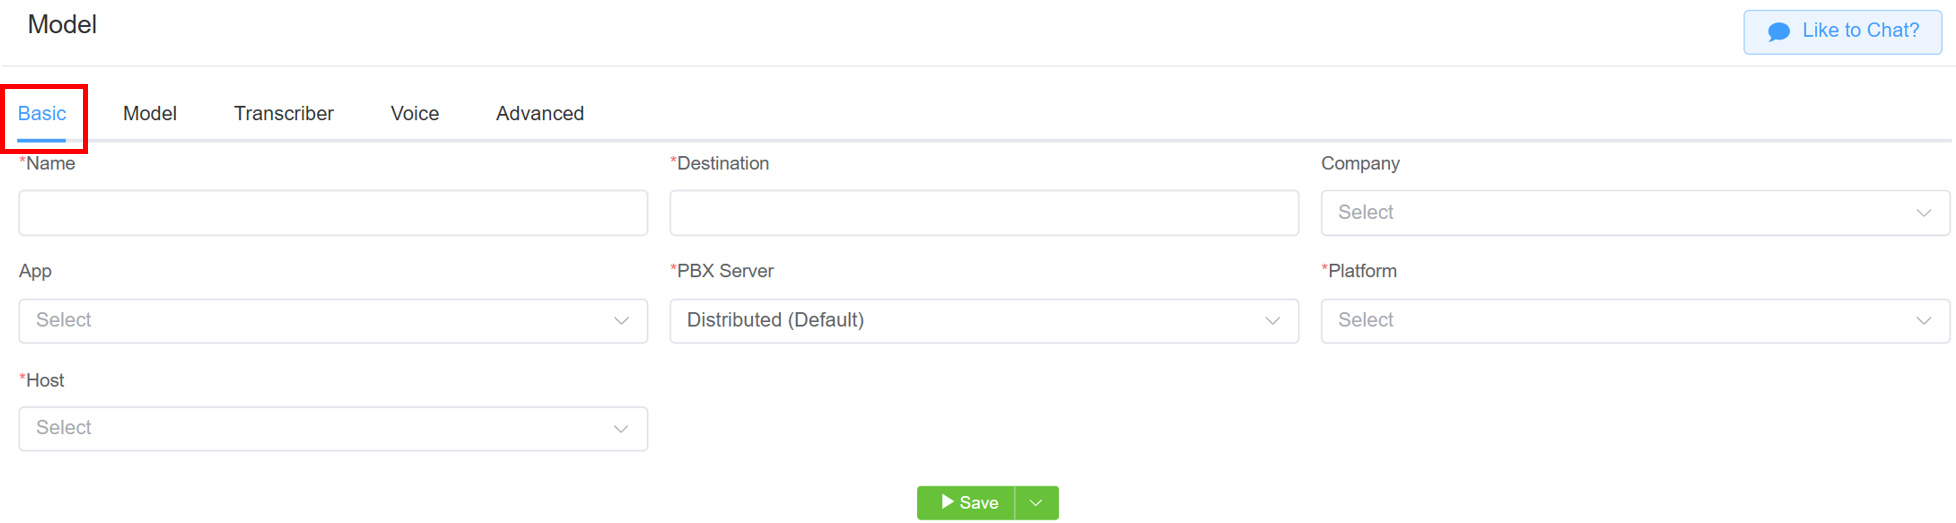 Model
Like to Chat?
Basic Model Transcriber Voice Advanced
*Name *Destination Company
Select
App *PBX Server *Platform
Select Distributed (Default) Select
*Host
Select
Save